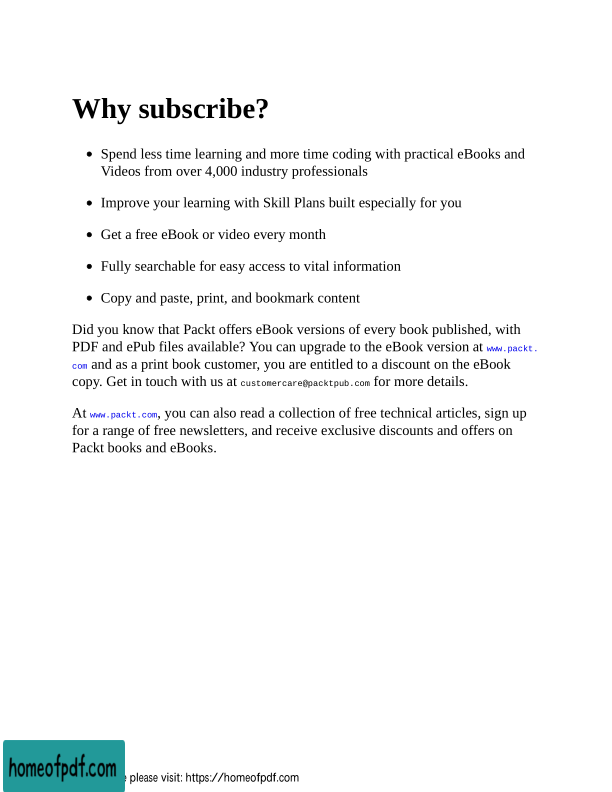 Why subscribe?
• Spend less time learning and more time coding with practical eBooks and
Videos from over 4,000 industry professionals
• Improve your learning with Skill Plans built especially for you
• Get a free eBook or video every month
• Fully searchable for easy access to vital information
• Copy and paste, print, and bookmark content
Did you know that Packt offers eBook versions of every book published, with
PDF and ePub files available? You can upgrade to the eBook version at www.packt.
com and as a print book customer, you are entitled to a discount on the eBook
copy. Get in touch with us at customercare@packtpub.com for more details.
At www.packt.com, you can also read a collection of free technical articles, sign up
for a range of free newsletters, and receive exclusive discounts and offers on
Packt books and eBooks.
homeofpdf.com
please visit: https://homeofpdf.com